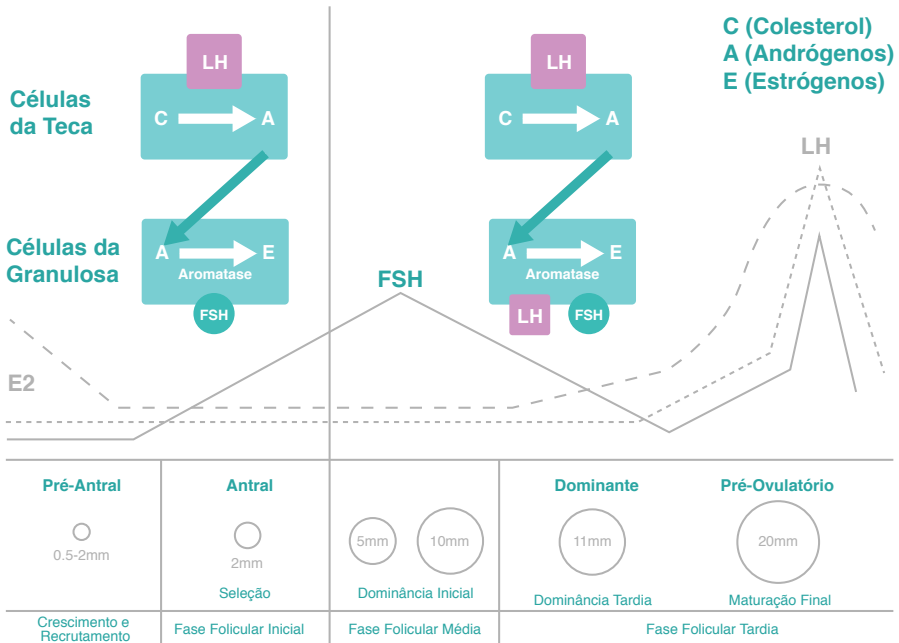 C (Colesterol)
A (Andrógenos)
E (Estrógenos)
LH
LH
Células
da Teca
C
A
C
A
LH
Células da
Granulosa
A
E
Aromatase
FSH
FSH
A
E
Aromatase
LH
FSH
E2
Pré-Antral
Antral
Dominante
Pré-Ovulatório
0.5-2mm
2mm
5mm
10mm
11mm
20mm
Seleção
Dominância Inicial
Dominância Tardia
Maturação Final
Crescimento e
Recrutamento
Fase Folicular Inicial
Fase Folicular Média
Fase Folicular Tardia